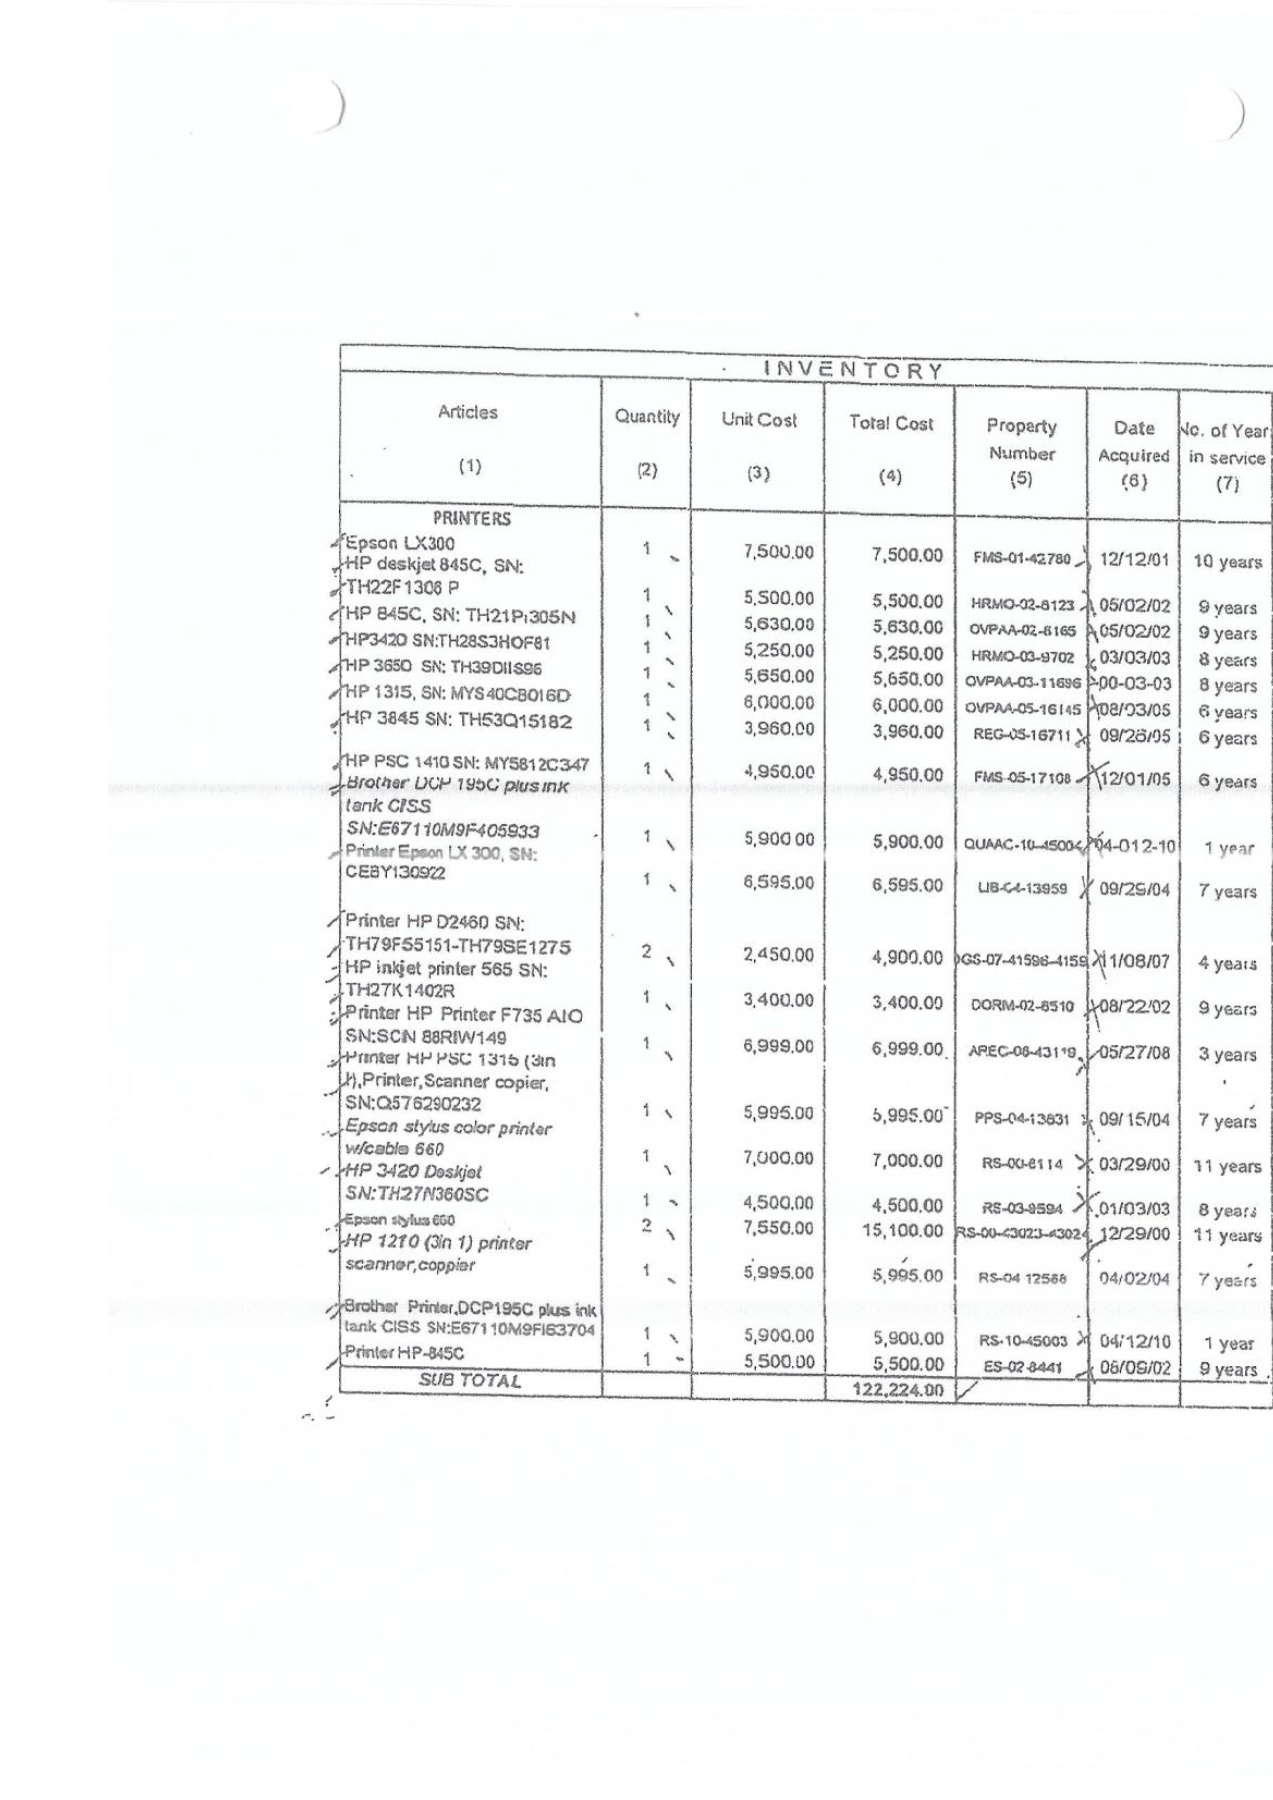 INVENTORY
Articles Quantity Unit Cost Total Cost Property Number Date Acquired No. of Year in service
(1) (2) (3) (4) (5) (6) (7)
PRINTERS
Epson LX300 1 7,500.00 7,500.00 FMS-01-42780 12/12/01 10 years
HP deskjet 845C, SN:
TH22F1306 P 1 5,500.00 5,500.00 HRMO-02-8123 05/02/02 9 years
HP 845C, SN: TH21P1305N 1 5,630.00 5,630.00 OVPAA-02-8165 05/02/02 9 years
HP3420 SN:TH28S3HOF81 1 5,250.00 5,250.00 HRMO-03-9702 03/03/03 8 years
HP 3650 SN: TH39DIIS96 1 5,650.00 5,650.00 OVPAA-03-11696 00-03-03 8 years
HP 1315, SN: MYS40CB016D 1 6,000.00 6,000.00 OVPAA-05-16145 08/03/05 6 years
HP 3845 SN: TH53Q15182 1 3,960.00 3,960.00 REG-05-16711 09/28/05 6 years
HP PSC 1410 SN: MY5812C347 1 4,950.00 4,950.00 FMS-05-17108 12/01/05 6 years
Brother DCP 195C plus ink
tank CISS
SN:E67110M9F405933 1 5,900 00 5,900.00 QUAAC-10-45004 04-012-10 1 year
Printer Epson LX 300, SN:
CEBY130922 1 6,595.00 6,595.00 LIB-04-13959 09/29/04 7 years
Printer HP D2460 SN:
TH79F55151-TH79SE1275 2 2,450.00 4,900.00 GS-07-41596-4159 11/08/07 4 years
HP inkjet printer 565 SN:
TH27K1402R 1 3,400.00 3,400.00 DORM-02-8510 08/22/02 9 years
Printer HP Printer F735 AIO
SN:SCN 88RIW149 1 6,999.00 6,999.00 AREC-08-43119 05/27/08 3 years
Printer HP PSC 1315 (3in
1),Printer,Scanner copier,
SN:Q576290232 1 5,995.00 5,995.00 PPS-04-13831 09/15/04 7 years
Epson stylus color printer
w/cable 660 1 7,000.00 7,000.00 RS-00-6114 03/29/00 11 years
HP 3420 Deskjet
SN:TH27N360SC 1 4,500.00 4,500.00 RS-03-9594 01/03/03 8 years
Epson stylus 660 2 7,550.00 15,100.00 RS-00-43023-43024 12/29/00 11 years
HP 1210 (3in 1) printer
scanner,coppier 1 5,995.00 5,995.00 RS-04 12568 04/02/04 7 years
Brother Printer,DCP195C plus ink
tank CISS SN:E67110M9FI63704 1 5,900.00 5,900.00 RS-10-45003 04/12/10 1 year
Printer HP-845C 1 5,500.00 5,500.00 ES-02-8441 06/09/02 9 years
SUB TOTAL 122,224.00